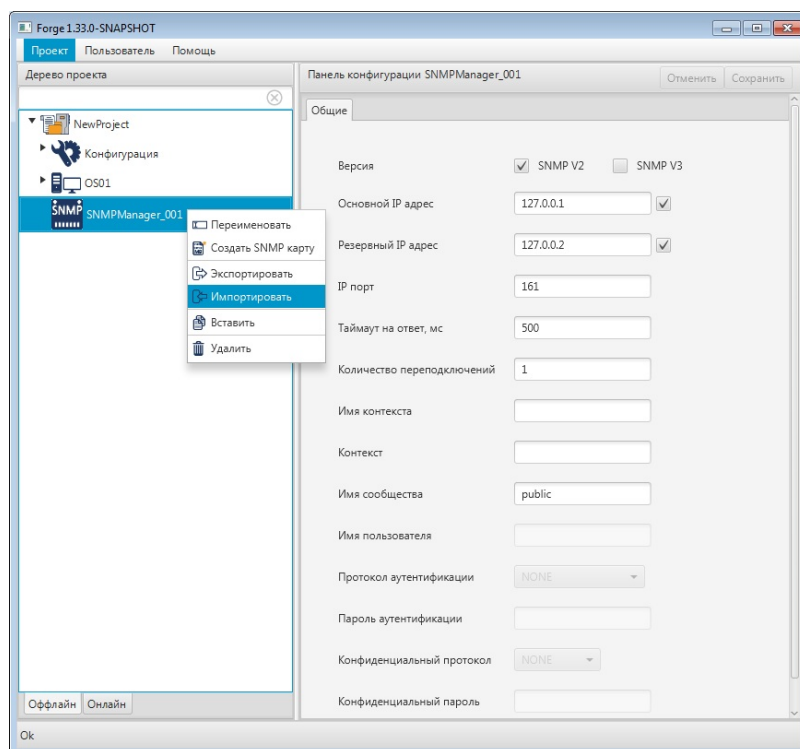 Forge 1.33.0-SNAPSHOT
Проект Пользователь Помощь
Дерево проекта
Панель конфигурации SNMPManager_001
Отменить Сохранить
NewProject
Конфигурация
OS01
SNMP SNMPManager_001
Переименовать
Создать SNMP карту
Экспортировать
Импортировать
Вставить
Удалить
Общие
Версия SNMP V2 SNMP V3
Основной IP адрес 127.0.0.1
Резервный IP адрес 127.0.0.2
IP порт 161
Таймаут на ответ, мс 500
Количество переподключений 1
Имя контекста
Контекст
Имя сообщества public
Имя пользователя
Протокол аутентификации NONE
Пароль аутентификации
Конфиденциальный протокол NONE
Конфиденциальный пароль
Оффлайн Онлайн
Ok